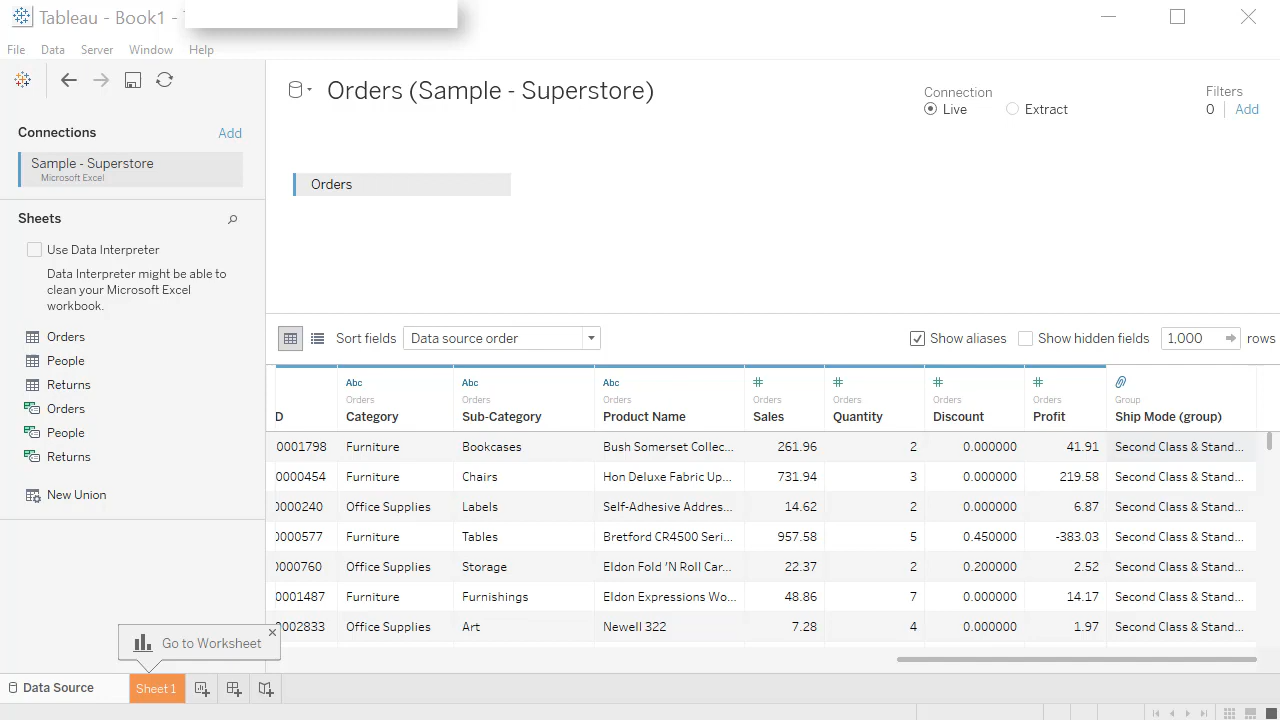 Tableau - Book1 -
File Data Server Window Help
Connections Add
Sample - Superstore
Microsoft Excel
Sheets
Use Data Interpreter
Data Interpreter might be able to
clean your Microsoft Excel
workbook.
Orders
People
Returns
Orders
People
Returns
New Union
Orders (Sample - Superstore)
Connection
Live Extract
Filters
0 Add
Orders
Sort fields Data source order Show aliases Show hidden fields 1,000 rows
Abc Abc Abc # # # #
Orders Orders Orders Orders Orders Orders Orders Group
D Category Sub-Category Product Name Sales Quantity Discount Profit Ship Mode (group)
0001798 Furniture Bookcases Bush Somerset Collec... 261.96 2 0.000000 41.91 Second Class & Stand...
0000454 Furniture Chairs Hon Deluxe Fabric Up... 731.94 3 0.000000 219.58 Second Class & Stand...
0000240 Office Supplies Labels Self-Adhesive Addres... 14.62 2 0.000000 6.87 Second Class & Stand...
0000577 Furniture Tables Bretford CR4500 Seri... 957.58 5 0.450000 -383.03 Second Class & Stand...
0000760 Office Supplies Storage Eldon Fold 'N Roll Car... 22.37 2 0.200000 2.52 Second Class & Stand...
0001487 Furniture Furnishings Eldon Expressions Wo... 48.86 7 0.000000 14.17 Second Class & Stand...
0002833 Office Supplies Art Newell 322 7.28 4 0.000000 1.97 Second Class & Stand...
Go to Worksheet
Data Source Sheet 1